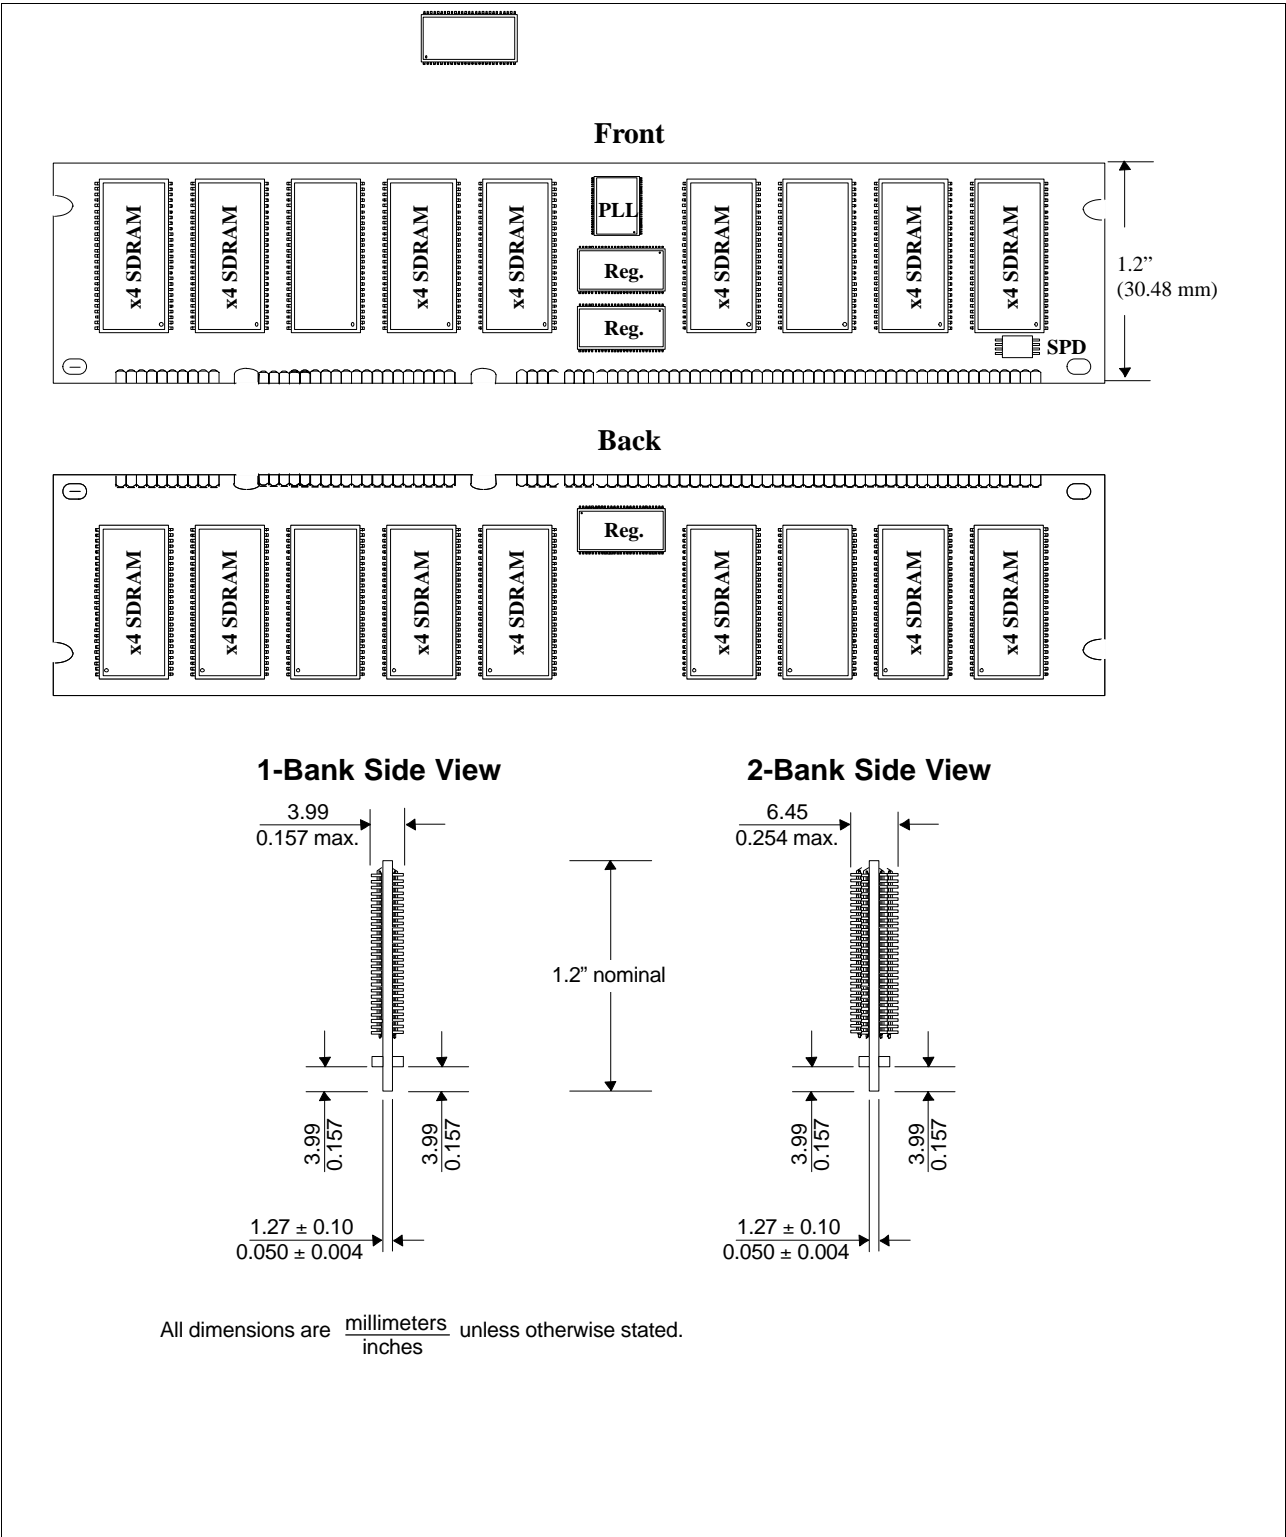 Front
x4 SDRAM
x4 SDRAM
x4 SDRAM
x4 SDRAM
PLL
Reg.
Reg.
x4 SDRAM
x4 SDRAM
x4 SDRAM
SPD
1.2”
(30.48 mm)
Back
x4 SDRAM
x4 SDRAM
x4 SDRAM
x4 SDRAM
Reg.
x4 SDRAM
x4 SDRAM
x4 SDRAM
1-Bank Side View
3.99
0.157 max.
1.2” nominal
3.99
0.157
3.99
0.157
1.27 ± 0.10
0.050 ± 0.004
2-Bank Side View
6.45
0.254 max.
3.99
0.157
3.99
0.157
1.27 ± 0.10
0.050 ± 0.004
All dimensions are millimeters unless otherwise stated.
inches